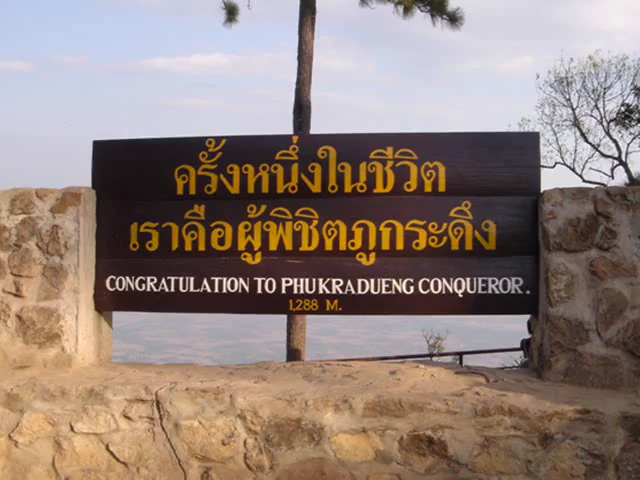 ครั้งหนึ่งในชีวิต
เราคือผู้พิชิตภูกระดึง
CONGRATULATION TO PHUKRADUENG CONQUEROR.
1,288 M.